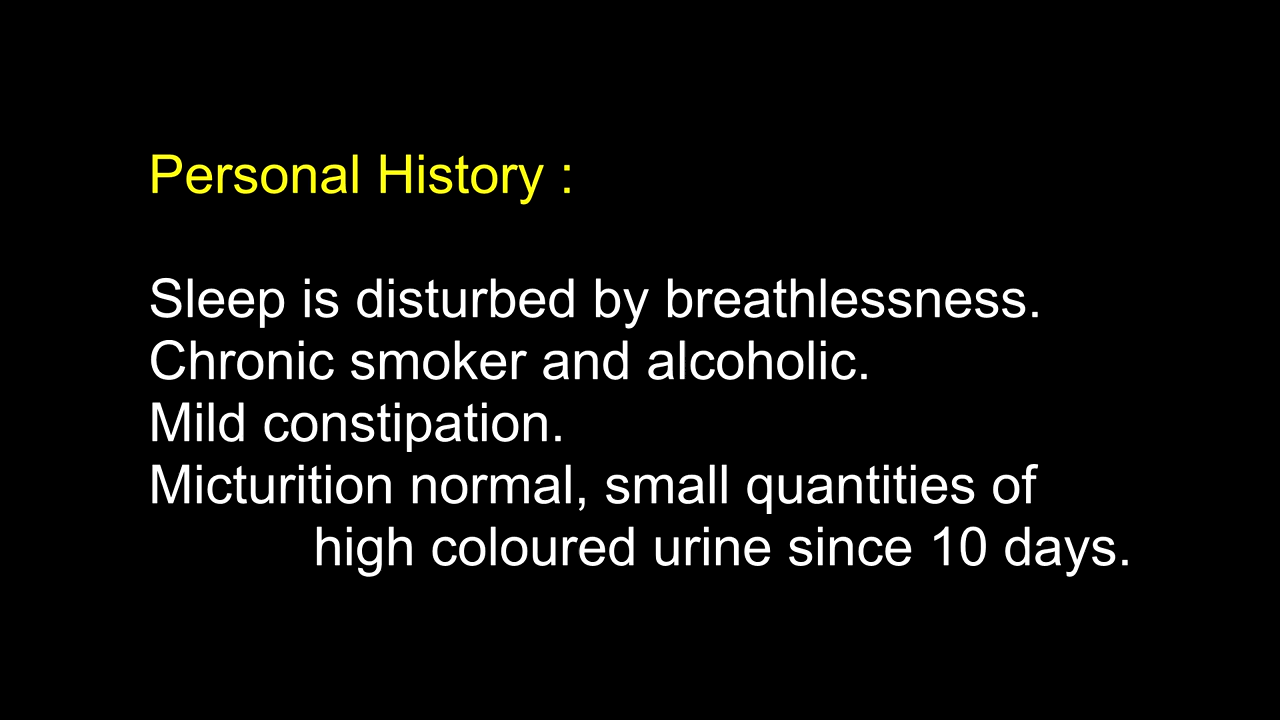 Personal History :
Sleep is disturbed by breathlessness.
Chronic smoker and alcoholic.
Mild constipation.
Micturition normal, small quantities of
high coloured urine since 10 days.